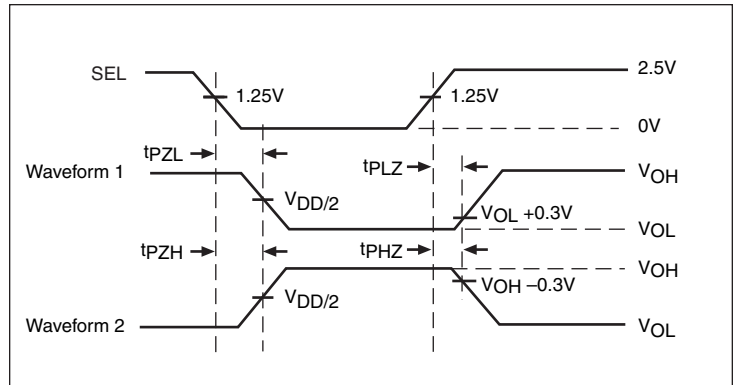 SEL
2.5V
1.25V
1.25V
0V
tPZL
tPLZ
Waveform 1
VOH
VDD/2
VOL +0.3V
VOL
tPZH
tPHZ
VOH
VDD/2
VOH –0.3V
Waveform 2
VOL